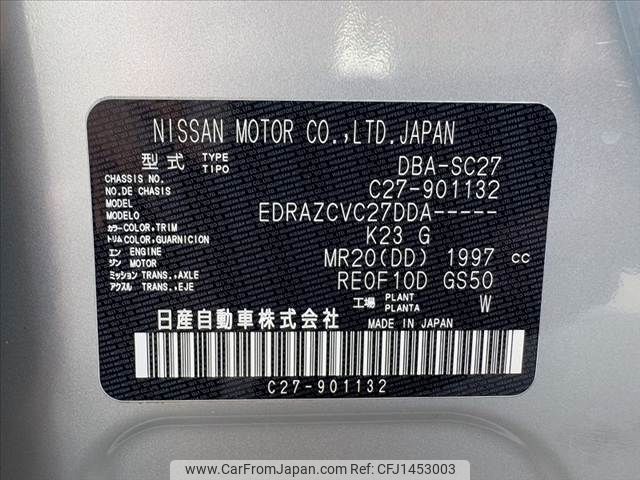 NISSAN MOTOR CO.,LTD.JAPAN
型式 TYPE TIPO DBA-SC27
CHASSIS NO.
NO.DE CHASIS C27-901132
MODEL
MODELO EDRAZCVC27DDA-----
カラー COLOR,TRIM
トリム COLOR,GUARNICION K23 G
エン ENGINE
ジン MOTOR MR20(DD) 1997 cc
ミッション TRANS.,AXLE
アクスル TRANS.,EJE RE0F10D GS50
工場 PLANT PLANTA W
日産自動車株式会社 MADE IN JAPAN
C27-901132
www.CarFromJapan.com for CarFromJapan CFJ1453003